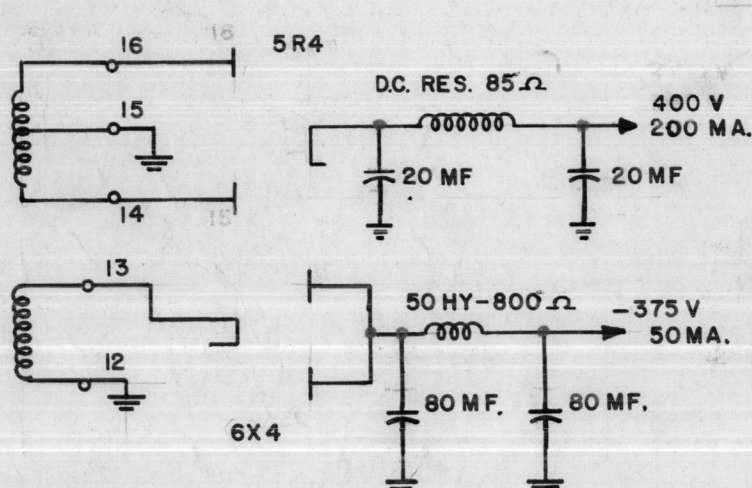 16 16 5R4
D.C. RES. 85Ω
15
400 V
200 MA.
20 MF 20 MF
14 15
13
50 HY-800 Ω
-375 V
50 MA.
12
80 MF. 80 MF.
6X4